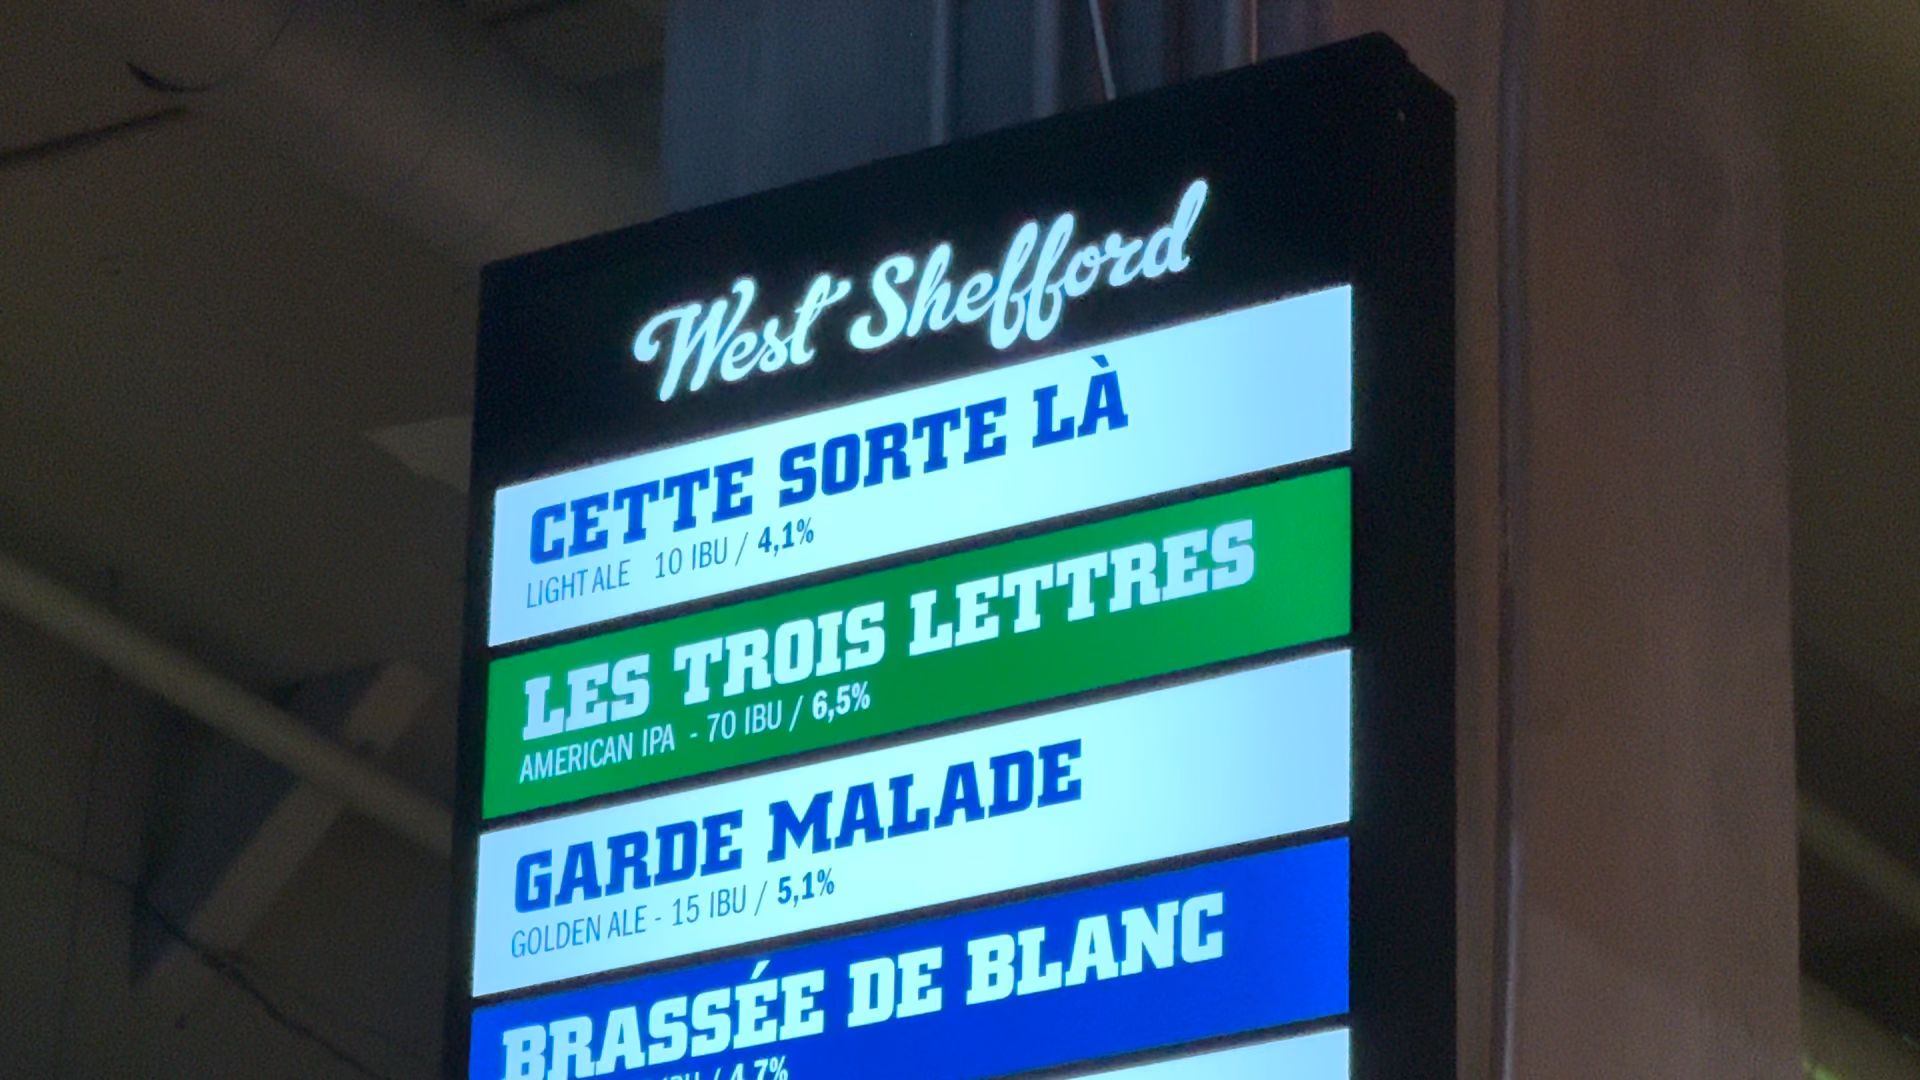 West Shefford
CETTE SORTE LÀ
LIGHT ALE 10 IBU / 4,1%
LES TROIS LETTRES
AMERICAN IPA - 70 IBU / 6,5%
GARDE MALADE
GOLDEN ALE - 15 IBU / 5,1%
BRASSÉE DE BLANC
IBU / 4,7%